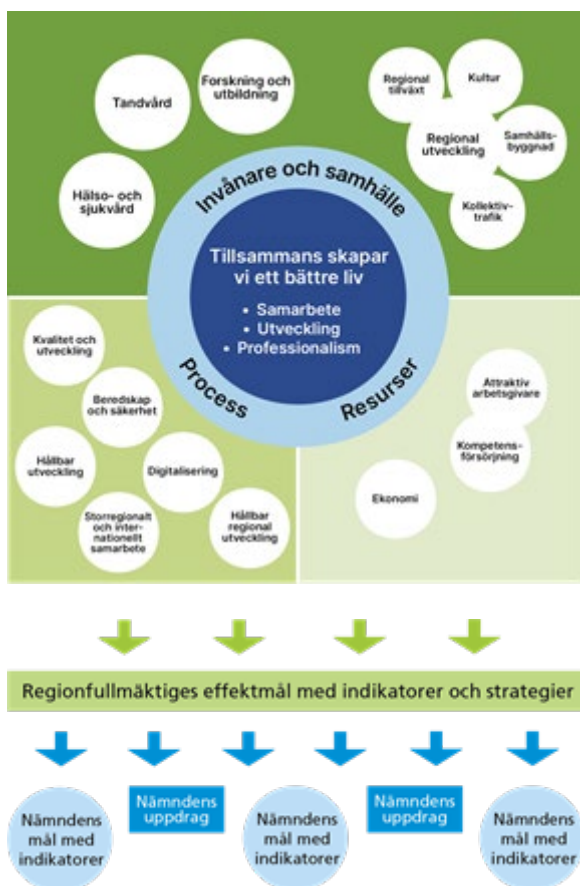 Forskning och
utbildning
Tandvård
Hälso- och
sjukvård
Regional
tillväxt
Kultur
Regional
utveckling
Samhälls-
byggnad
Kollektiv-
trafik
Invånare och samhälle
Tillsammans skapar
vi ett bättre liv
• Samarbete
• Utveckling
• Professionalism
Process
Resurser
Kvalitet och
utveckling
Beredskap
och säkerhet
Hållbar
utveckling
Digitalisering
Storregionalt
och inter-
nationellt
samarbete
Hållbar
regional
utveckling
Attraktiv
arbetsgivare
Kompetens-
försörjning
Ekonomi
Regionfullmäktiges effektmål med indikatorer och strategier
Nämndens
mål med
indikatorer
Nämndens
uppdrag
Nämndens
mål med
indikatorer
Nämndens
uppdrag
Nämndens
mål med
indikatorer